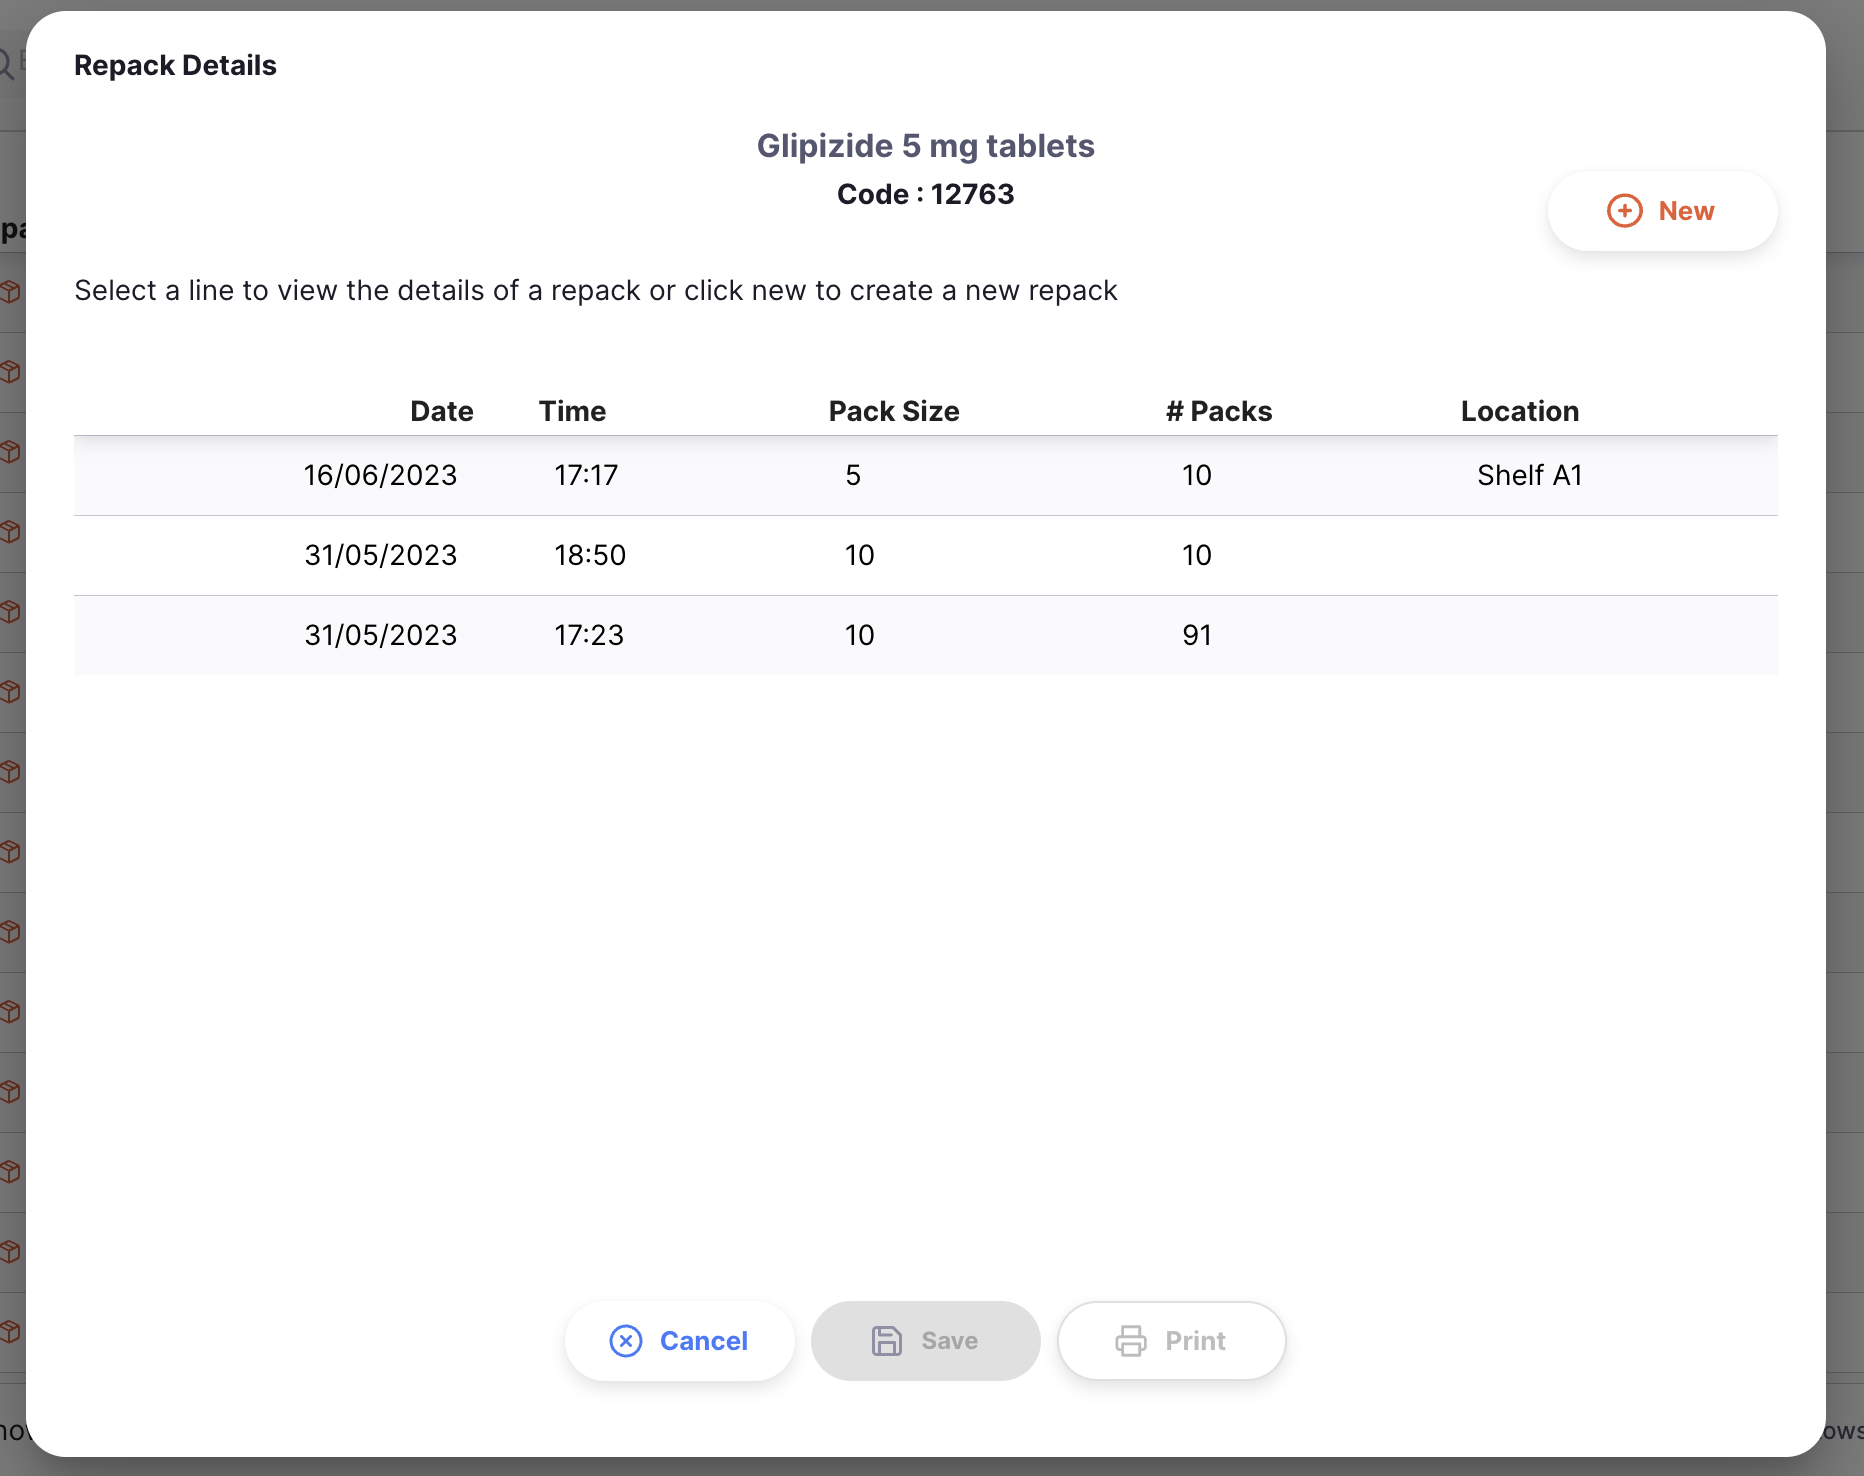 Repack Details
Glipizide 5 mg tablets
Code : 12763
New
Select a line to view the details of a repack or click new to create a new repack
Date Time Pack Size # Packs Location
16/06/2023 17:17 5 10 Shelf A1
31/05/2023 18:50 10 10
31/05/2023 17:23 10 91
Cancel Save Print